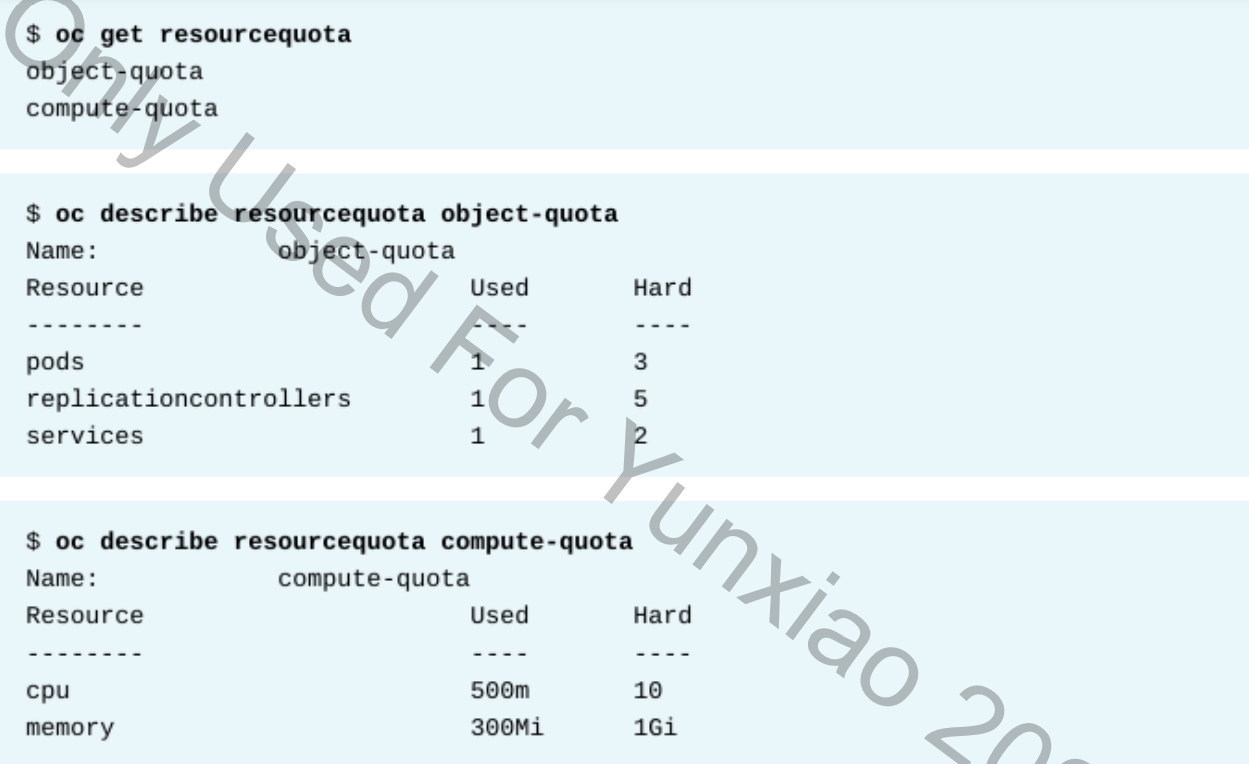 $ oc get resourcequota
object-quota
compute-quota
$ oc describe resourcequota object-quota
Name: object-quota
Resource Used Hard
-------- ---- ----
pods 1 3
replicationcontrollers 1 5
services 1 2
$ oc describe resourcequota compute-quota
Name: compute-quota
Resource Used Hard
-------- ---- ----
cpu 500m 10
memory 300Mi 1Gi
Only Used For Yunxiao